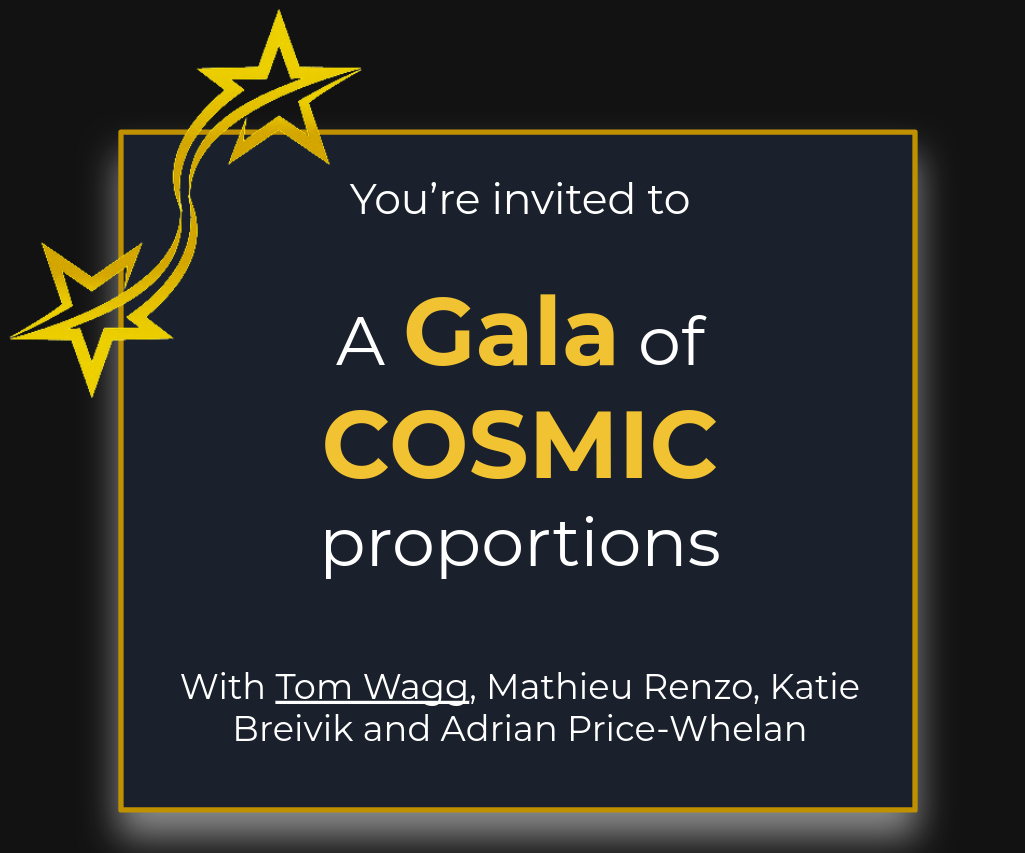 You’re invited to
A Gala of
COSMIC
proportions
With Tom Wagg, Mathieu Renzo, Katie
Breivik and Adrian Price-Whelan